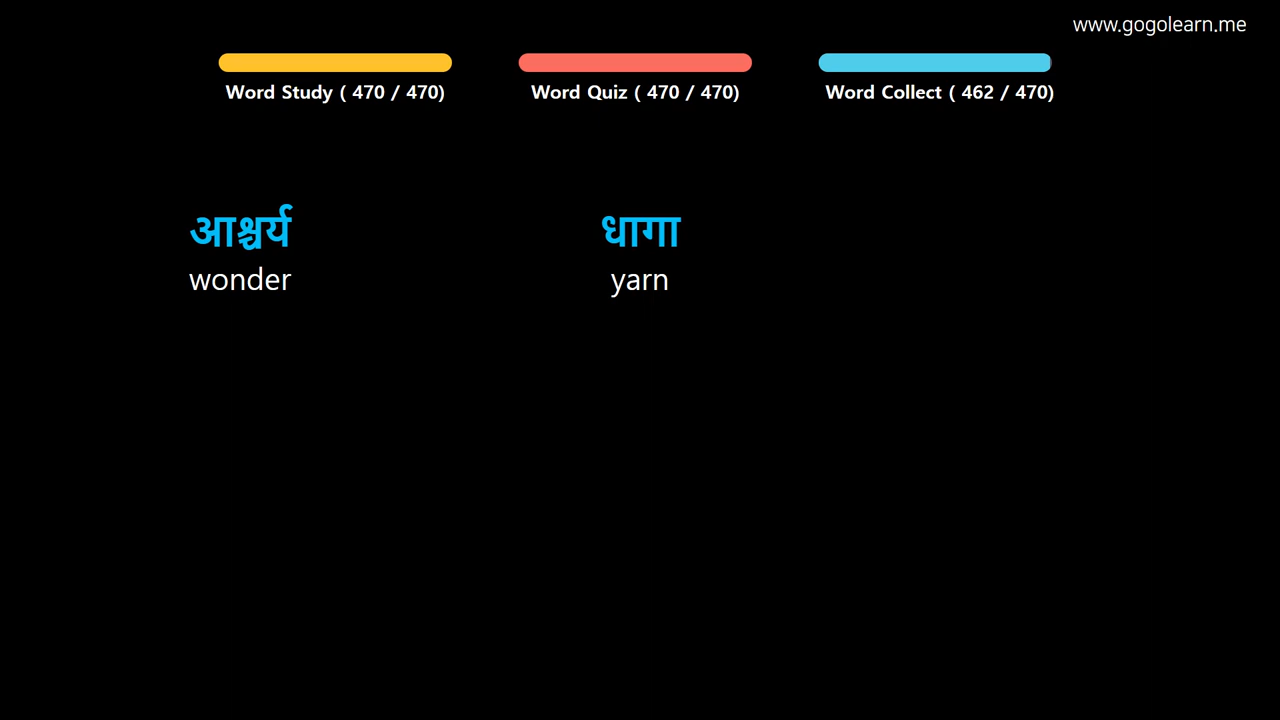 www.gogolearn.me
Word Study ( 470 / 470)
Word Quiz ( 470 / 470)
Word Collect ( 462 / 470)
आश्चर्य
wonder
धागा
yarn